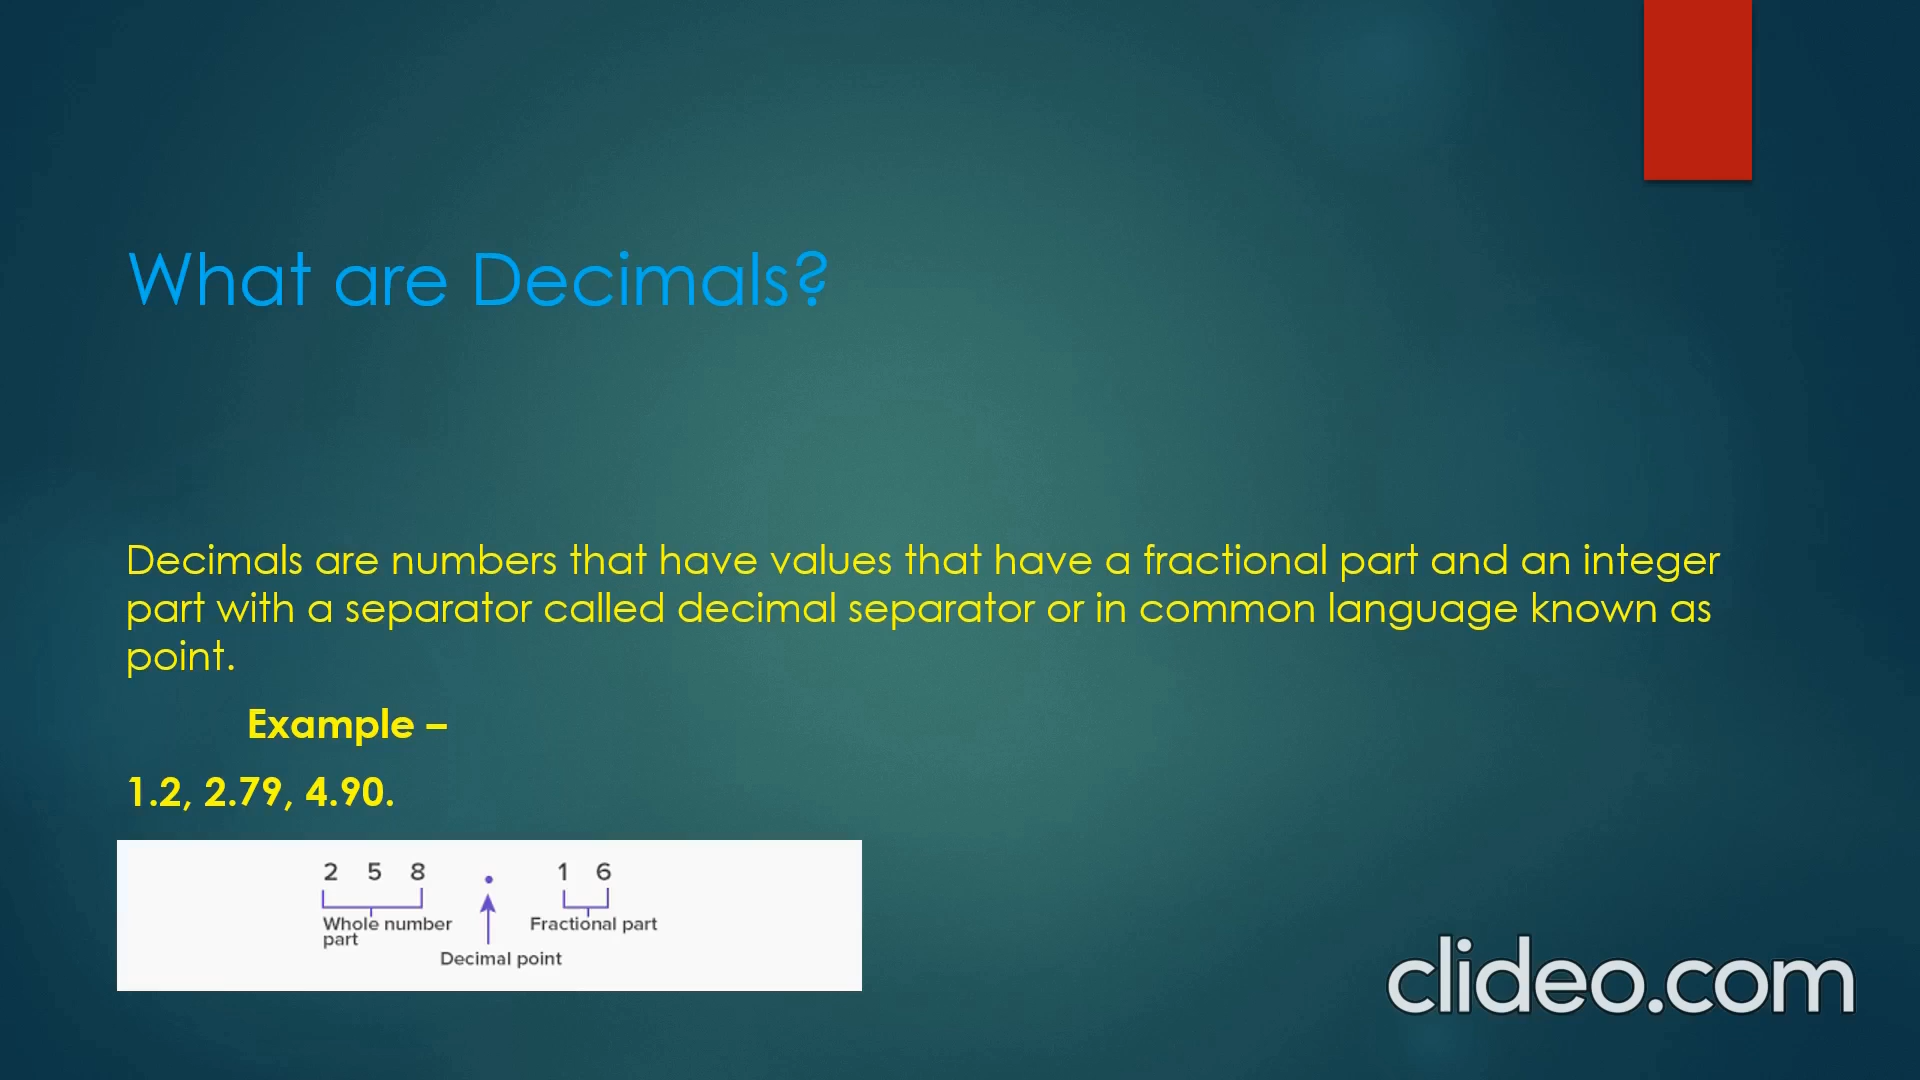 What are Decimals?
Decimals are numbers that have values that have a fractional part and an integer
part with a separator called decimal separator or in common language known as
point.
Example –
1.2, 2.79, 4.90.
2 5 8 . 1 6
Whole number
part
Fractional part
Decimal point
clideo.com